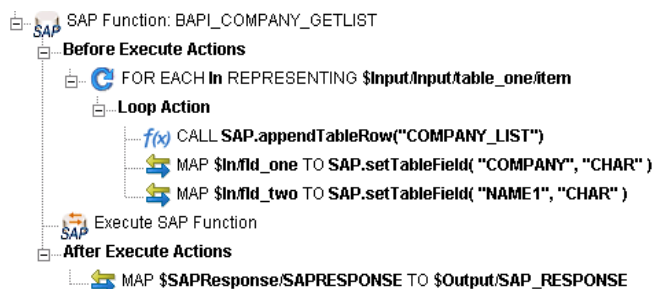 SAP Function: BAPI_COMPANY_GETLIST
Before Execute Actions
FOR EACH In REPRESENTING $Input/Input/table_one/item
Loop Action
f(x) CALL SAP.appendTableRow("COMPANY_LIST")
MAP $In/fld_one TO SAP.setTableField( "COMPANY", "CHAR" )
MAP $In/fld_two TO SAP.setTableField( "NAME1", "CHAR" )
SAP Execute SAP Function
After Execute Actions
MAP $SAPResponse/SAPRESPONSE TO $Output/SAP_RESPONSE